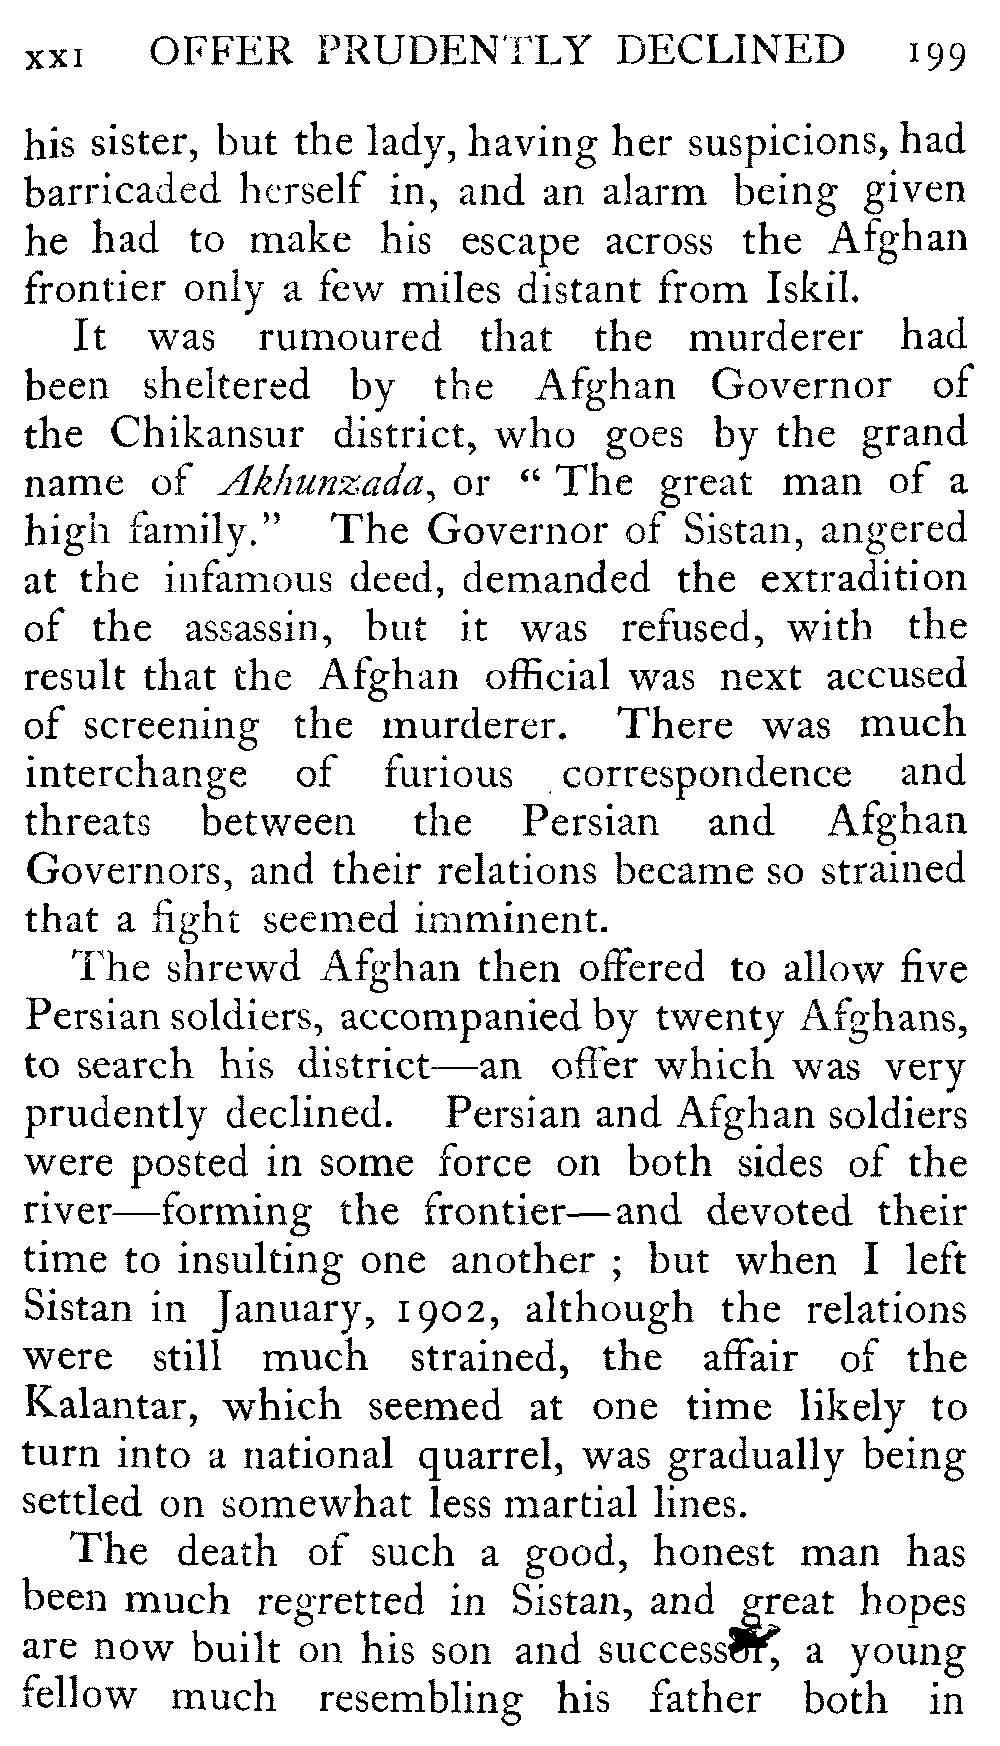 XXI OFFER PRUDENTLY DECLINED 199
his sister, but the lady, having her suspicions, had
barricaded herself in, and an alarm being given
he had to make his escape across the Afghan
frontier only a few miles distant from Iskil.
It was rumoured that the murderer had
been sheltered by the Afghan Governor of
the Chikansur district, who goes by the grand
name of Akhunzada, or “ The great man of a
high family.” The Governor of Sistan, angered
at the infamous deed, demanded the extradition
of the assassin, but it was refused, with the
result that the Afghan official was next accused
of screening the murderer. There was much
interchange of furious correspondence and
threats between the Persian and Afghan
Governors, and their relations became so strained
that a fight seemed imminent.
The shrewd Afghan then offered to allow five
Persian soldiers, accompanied by twenty Afghans,
to search his district—an offer which was very
prudently declined. Persian and Afghan soldiers
were posted in some force on both sides of the
river—forming the frontier—and devoted their
time to insulting one another ; but when I left
Sistan in January, 1902, although the relations
were still much strained, the affair of the
Kalantar, which seemed at one time likely to
turn into a national quarrel, was gradually being
settled on somewhat less martial lines.
The death of such a good, honest man has
been much regretted in Sistan, and great hopes
are now built on his son and successor, a young
fellow much resembling his father both in